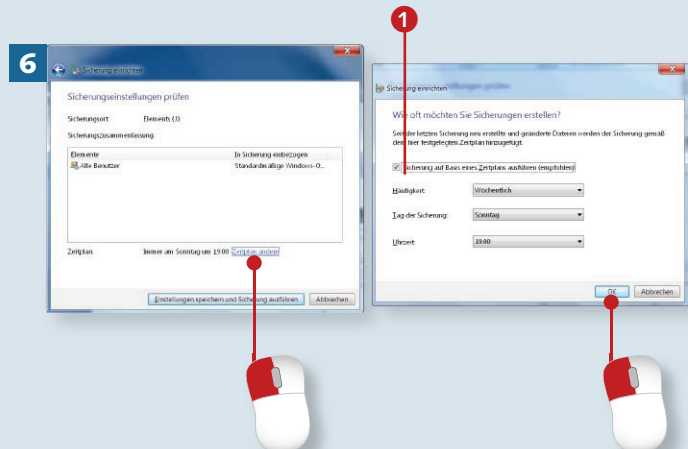 6
Sicherung einrichten
Sicherungseinstellungen prüfen
Sicherungsort: Elements (J:)
Sicherungszusammenfassung:
Elemente In Sicherung einbezogen
Alle Benutzer Standardmäßige Windows-O...
Zeitplan: Immer am Sonntag um 19:00 Zeitplan ändern
Einstellungen speichern und Sicherung ausführen Abbrechen
1
Sicherung einrichten
Wie oft möchten Sie Sicherungen erstellen?
Seit der letzten Sicherung neu erstellte und geänderte Dateien werden der Sicherung gemäß
dem hier festgelegten Zeitplan hinzugefügt.
Sicherung auf Basis eines Zeitplans ausführen (empfohlen)
Häufigkeit: Wöchentlich
Tag der Sicherung: Sonntag
Uhrzeit: 19:00
OK Abbrechen